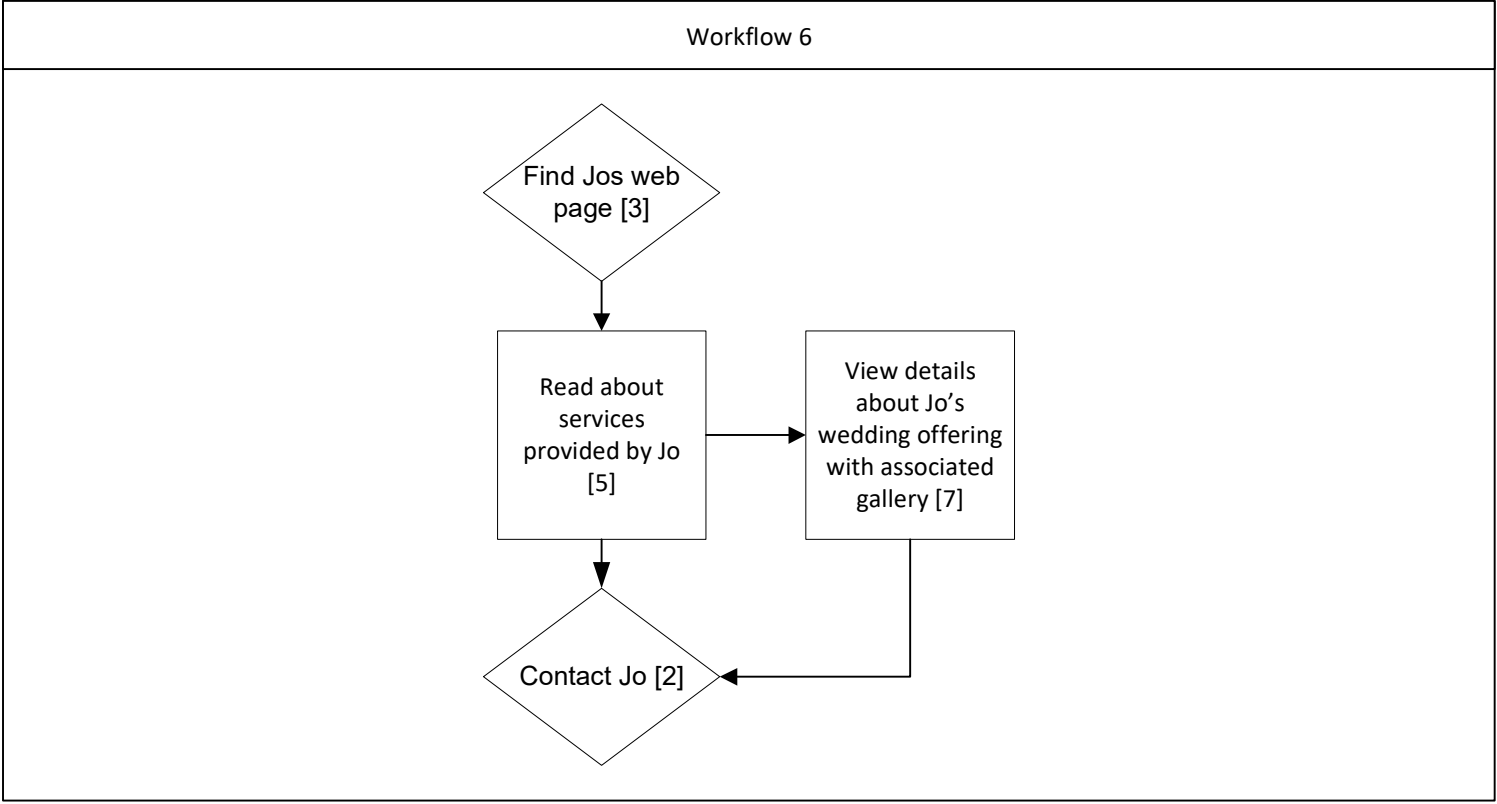 Workflow 6
Find Jos web
page [3]
Read about
services
provided by Jo
[5]
View details
about Jo’s
wedding offering
with associated
gallery [7]
Contact Jo [2]